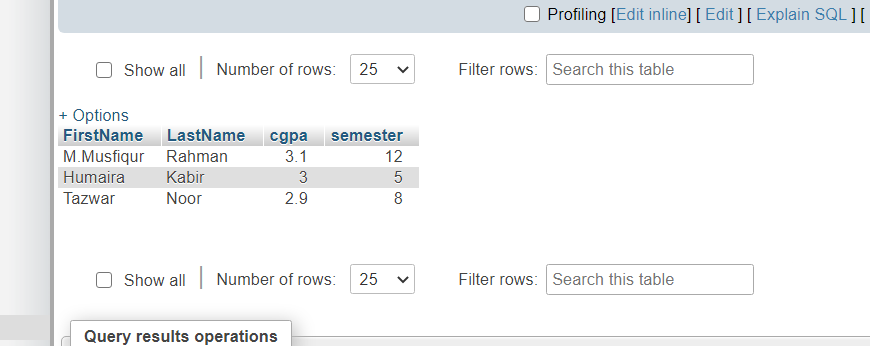 Profiling [Edit inline] [ Edit ] [ Explain SQL ] [
Show all Number of rows: 25 Filter rows: Search this table
+ Options
FirstName LastName cgpa semester
M.Musfiqur Rahman 3.1 12
Humaira Kabir 3 5
Tazwar Noor 2.9 8
Show all Number of rows: 25 Filter rows: Search this table
Query results operations